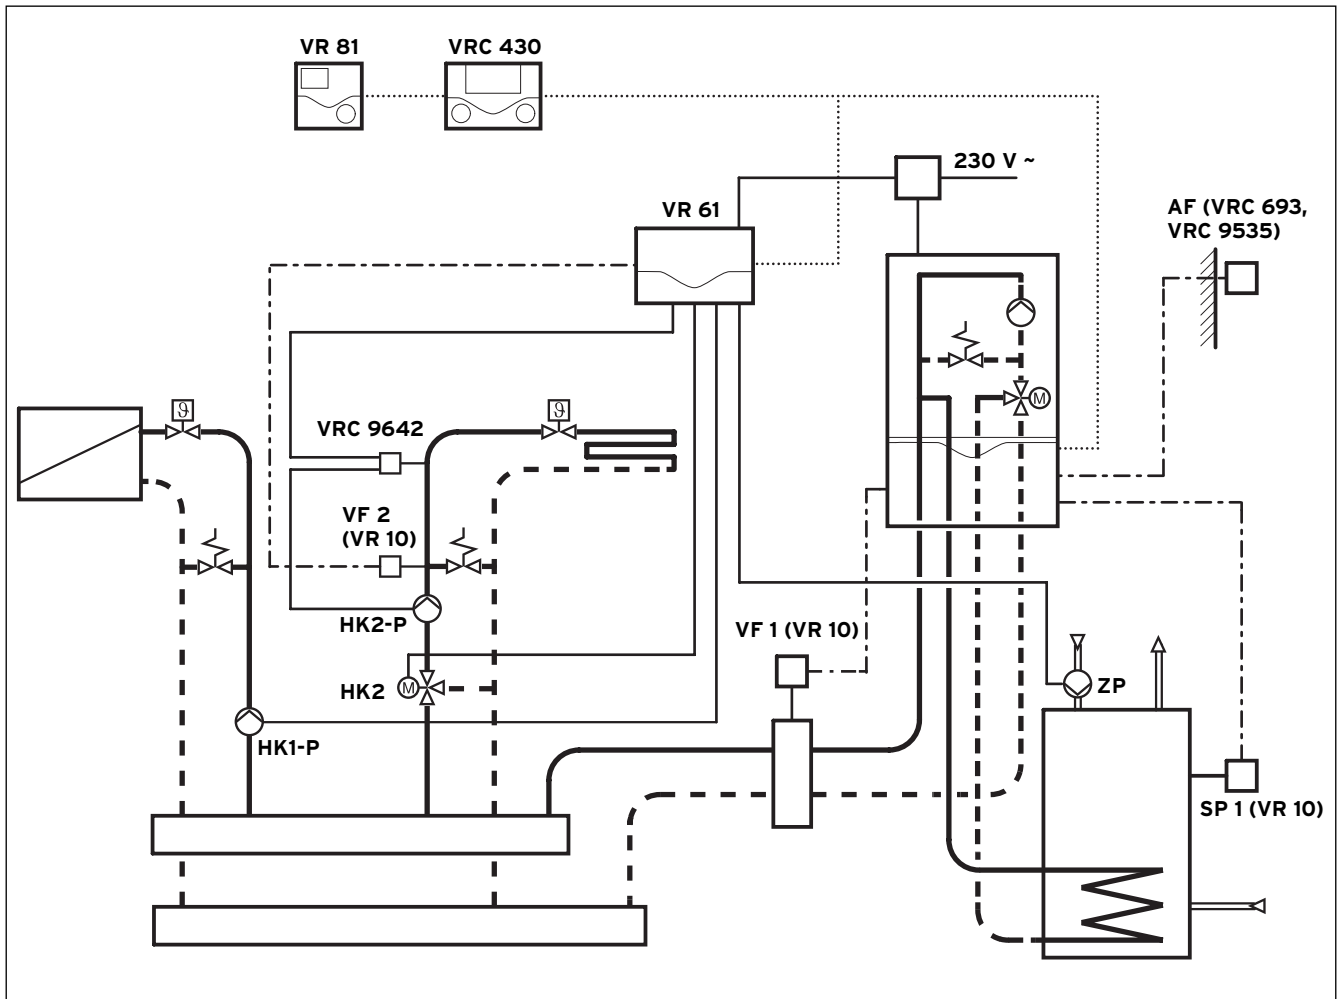 VR 81
VRC 430
230 V ~
AF (VRC 693,
VRC 9535)
VR 61
ϑ
ϑ
M
VRC 9642
VF 2
(VR 10)
HK2-P
VF 1 (VR 10)
HK2
M
ZP
HK1-P
SP 1 (VR 10)